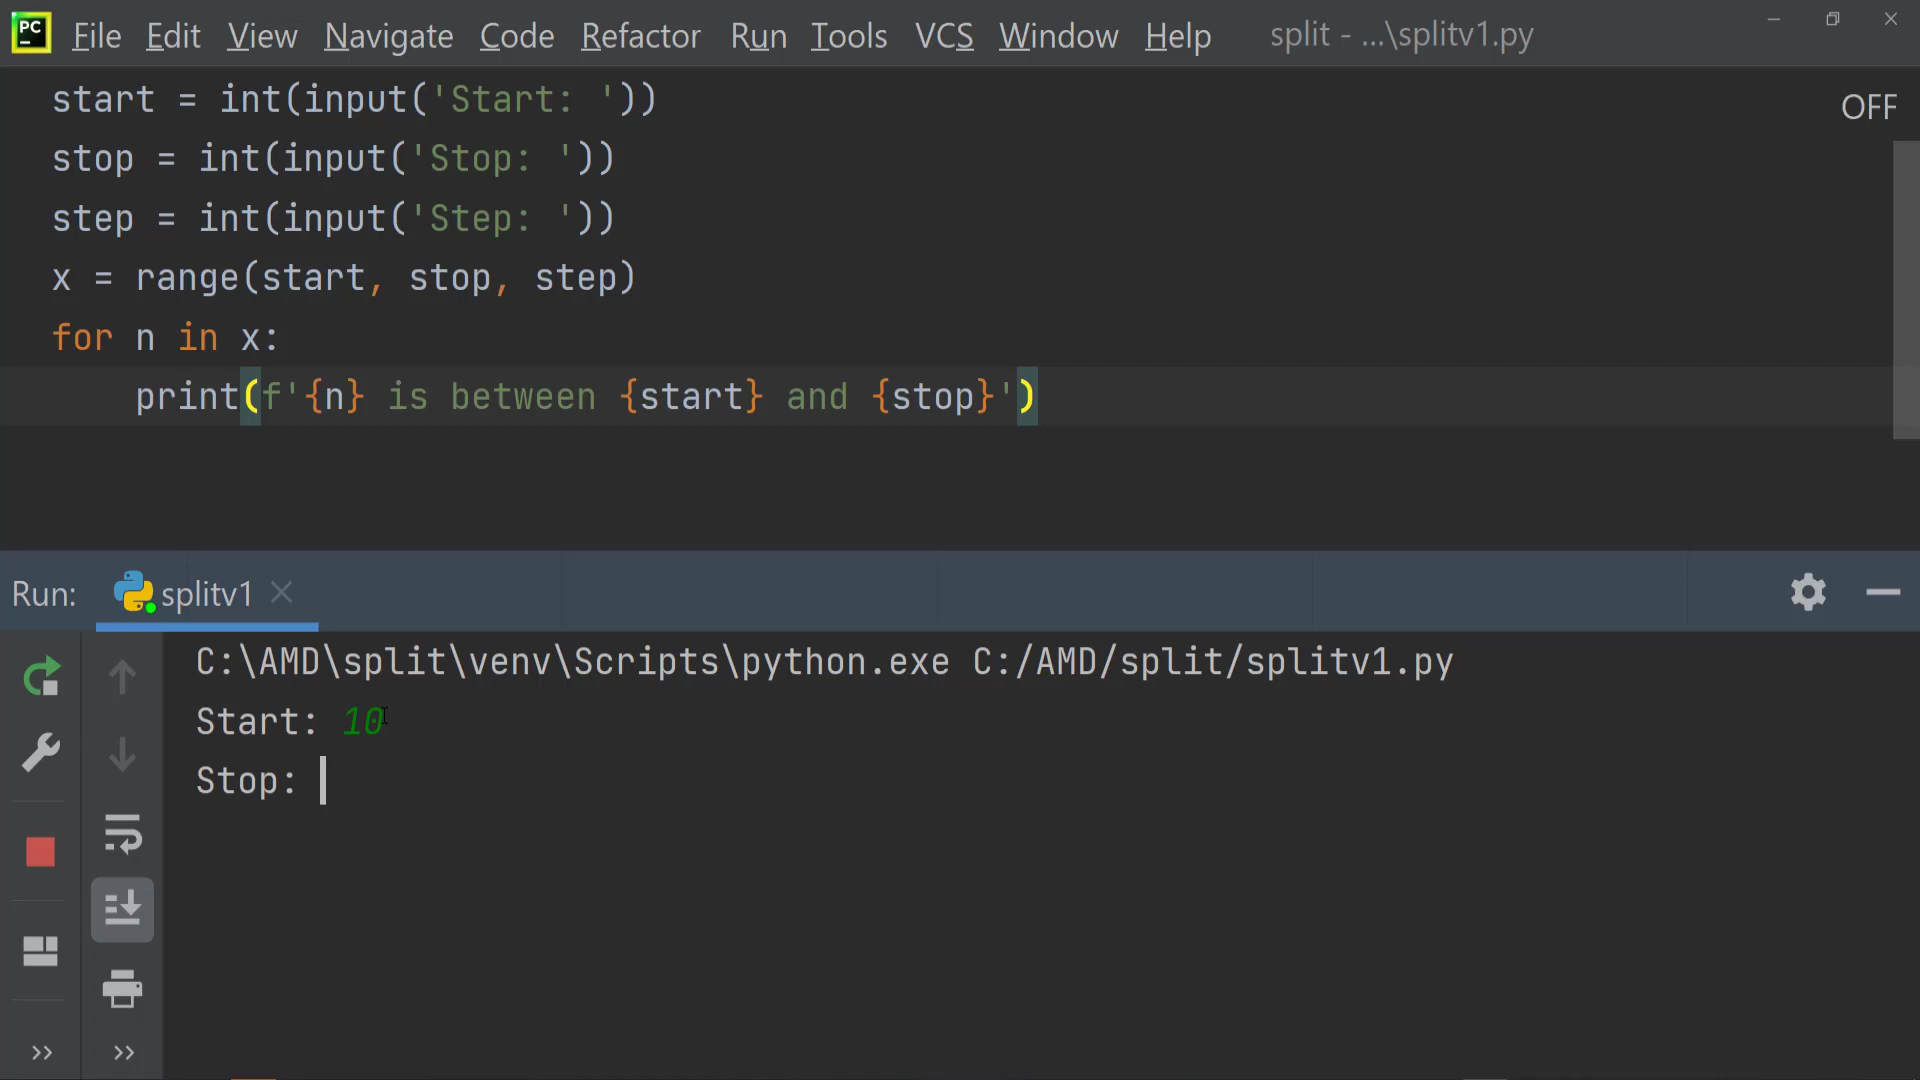 PC File Edit View Navigate Code Refactor Run Tools VCS Window Help split - ...\splitv1.py
start = int(input('Start: '))
OFF
stop = int(input('Stop: '))
step = int(input('Step: '))
x = range(start, stop, step)
for n in x:
    print(f'{n} is between {start} and {stop}')
Run: splitv1
C:\AMD\split\venv\Scripts\python.exe C:/AMD/split/splitv1.py
Start: 10
Stop: